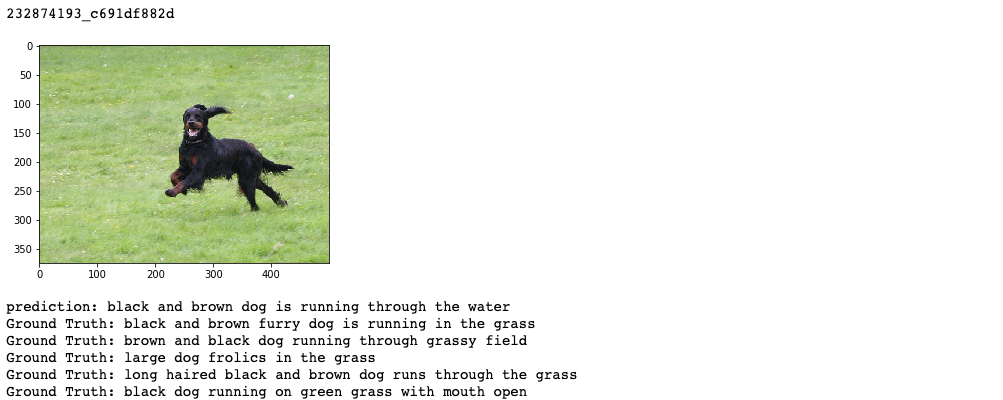 232874193_c691df882d
0
50
100
150
200
250
300
350
0 100 200 300 400
prediction: black and brown dog is running through the water
Ground Truth: black and brown furry dog is running in the grass
Ground Truth: brown and black dog running through grassy field
Ground Truth: large dog frolics in the grass
Ground Truth: long haired black and brown dog runs through the grass
Ground Truth: black dog running on green grass with mouth open